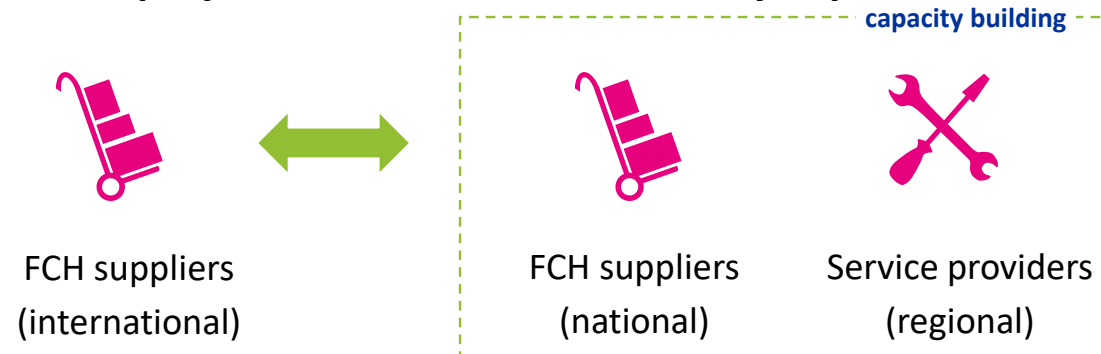 capacity building
FCH suppliers
(international)
FCH suppliers
(national)
Service providers
(regional)